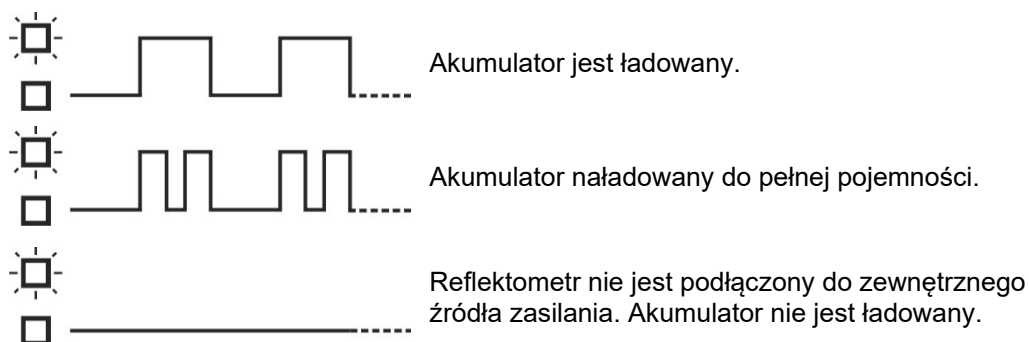 Akumulator jest ładowany.
Akumulator naładowany do pełnej pojemności.
Reflektometr nie jest podłączony do zewnętrznego
źródła zasilania. Akumulator nie jest ładowany.